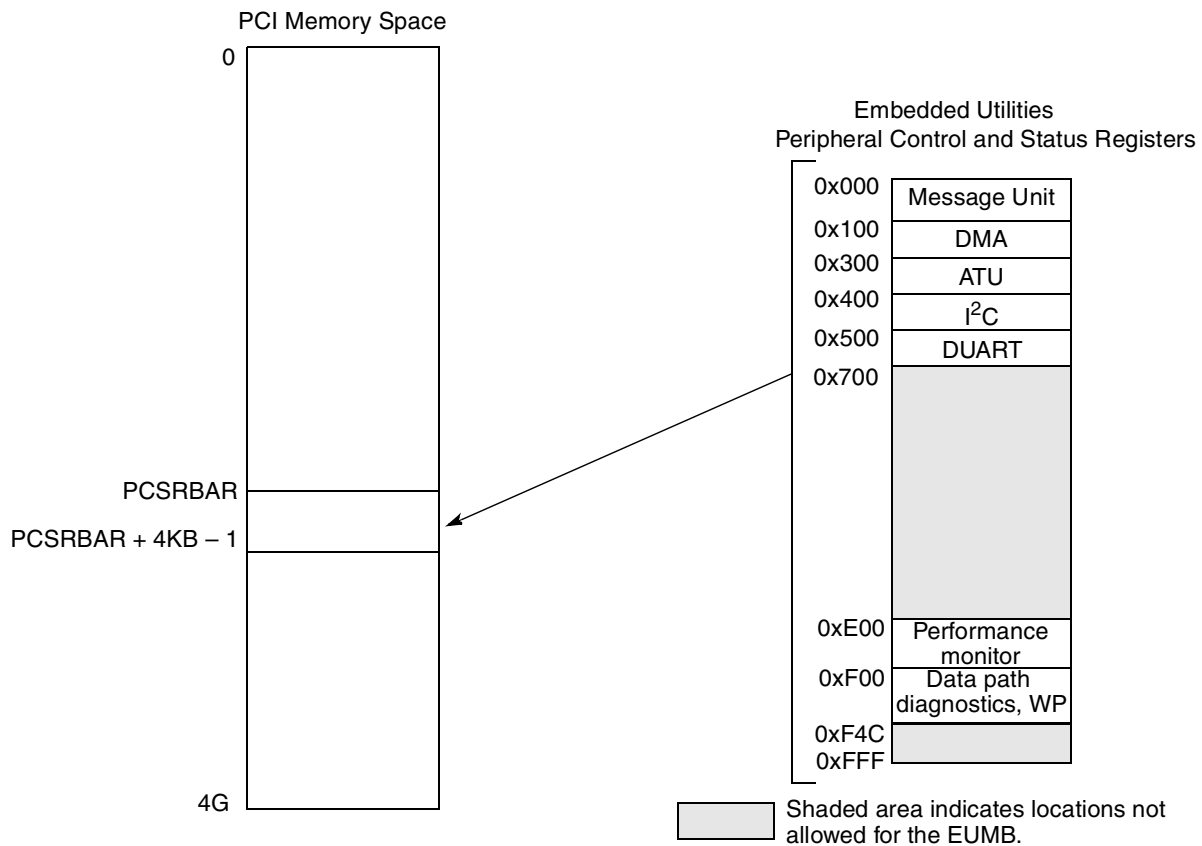 PCI Memory Space
0
PCSRBAR
PCSRBAR + 4KB – 1
4G
Embedded Utilities
Peripheral Control and Status Registers
0x000
Message Unit
0x100
DMA
0x300
ATU
0x400
I²C
0x500
DUART
0x700
0xE00
Performance
monitor
0xF00
Data path
diagnostics, WP
0xF4C
0xFFF
Shaded area indicates locations not
allowed for the EUMB.